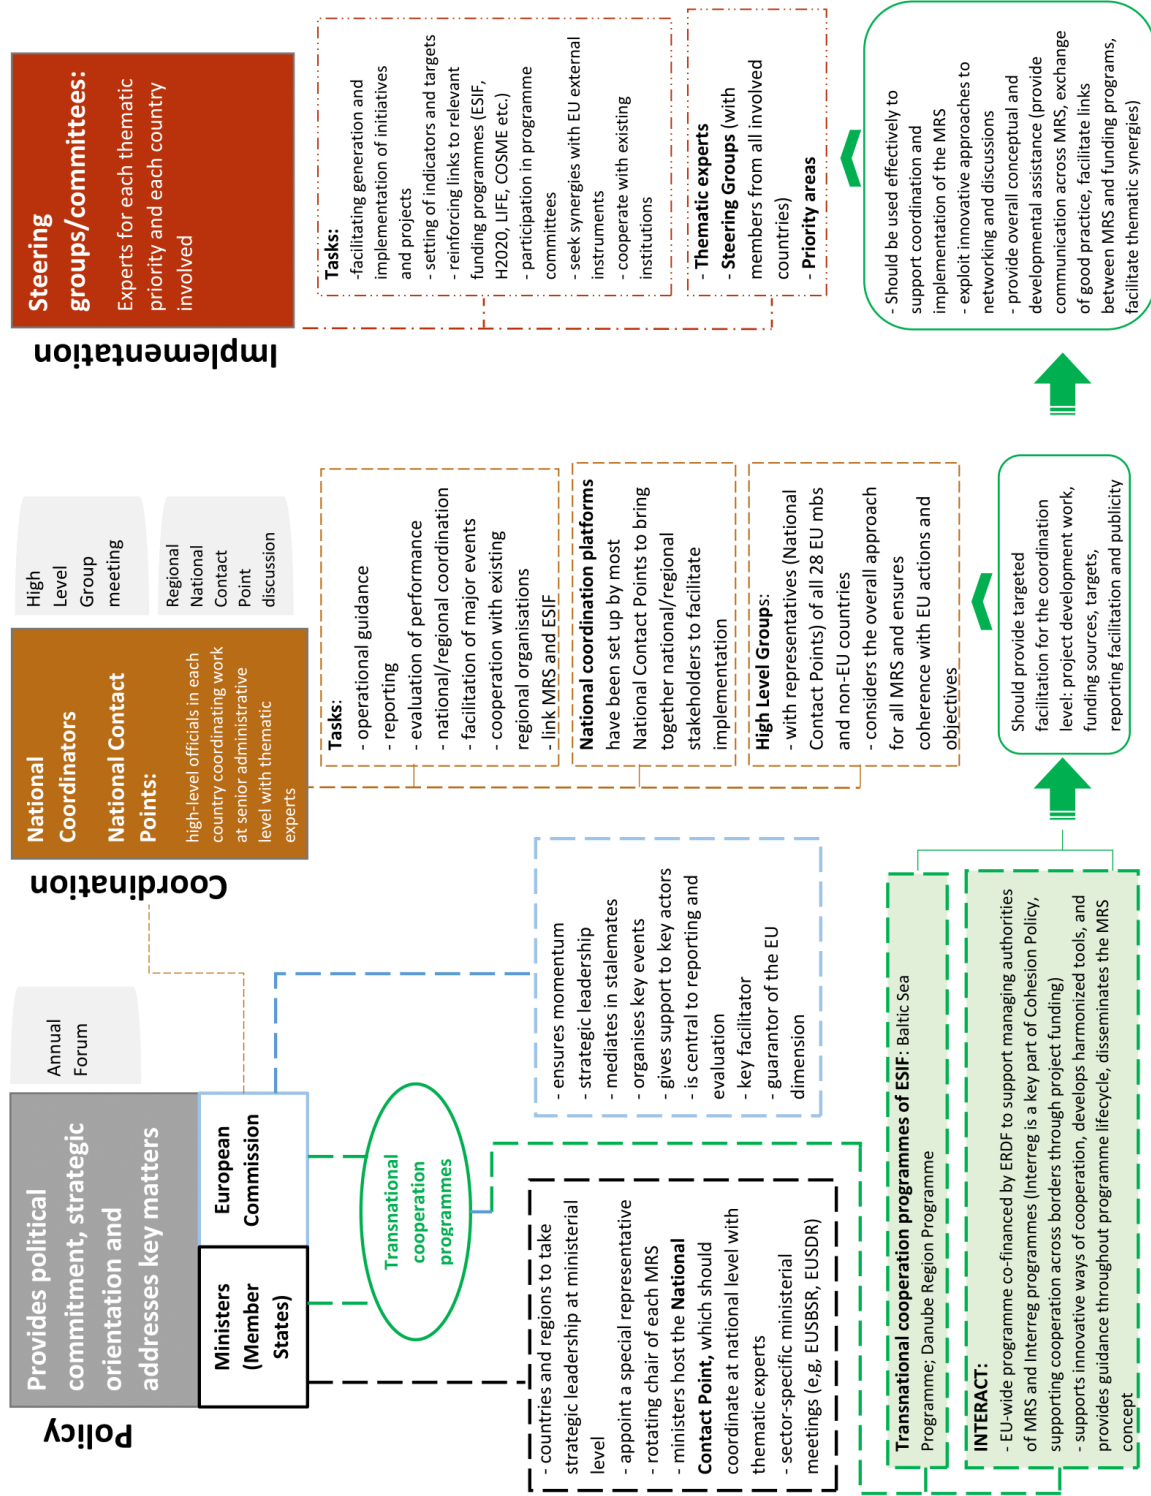 Policy
Provides political
commitment, strategic
orientation and
addresses key matters
Annual
Forum
Ministers
(Member
States)
European
Commission
Transnational
cooperation
programmes
- countries and regions to take
strategic leadership at ministerial
level
- appoint a special representative
- rotating chair of each MRS
- ministers host the National
Contact Point, which should
coordinate at national level with
thematic experts
- sector-specific ministerial
meetings (e,g, EUSBSR, EUSDR)
- ensures momentum
- strategic leadership
- mediates in stalemates
- organises key events
- gives support to key actors
- is central to reporting and
evaluation
- key facilitator
- guarantor of the EU
dimension
Transnational cooperation programmes of ESIF: Baltic Sea
Programme; Danube Region Programme
INTERACT:
- EU-wide programme co-financed by ERDF to support managing authorities
of MRS and Interreg programmes (Interreg is a key part of Cohesion Policy,
supporting cooperation across borders through project funding)
- supports innovative ways of cooperation, develops harmonized tools, and
provides guidance throughout programme lifecycle, disseminates the MRS
concept
Coordination
National
Coordinators
National Contact
Points:
high-level officials in each
country coordinating work
at senior administrative
level with thematic
experts
High
Level
Group
meeting
Regional
National
Contact
Point
discussion
Tasks:
- operational guidance
- reporting
- evaluation of performance
- national/regional coordination
- facilitation of major events
- cooperation with existing
regional organisations
- link MRS and ESIF
National coordination platforms
have been set up by most
National Contact Points to bring
together national/regional
stakeholders to facilitate
implementation
High Level Groups:
- with representatives (National
Contact Points) of all 28 EU mbs
and non-EU countries
- considers the overall approach
for all MRS and ensures
coherence with EU actions and
objectives
Should provide targeted
facilitation for the coordination
level: project development work,
funding sources, targets,
reporting facilitation and publicity
Implementation
Steering
groups/committees:
Experts for each thematic
priority and each country
involved
Tasks:
-facilitating generation and
implementation of initiatives
and projects
- setting of indicators and targets
- reinforcing links to relevant
funding programmes (ESIF,
H2020, LIFE, COSME etc.)
- participation in programme
committees
- seek synergies with EU external
instruments
- cooperate with existing
institutions
- Thematic experts
- Steering Groups (with
members from all involved
countries)
- Priority areas
- Should be used effectively to
support coordination and
implementation of the MRS
- exploit innovative approaches to
networking and discussions
- provide overall conceptual and
developmental assistance (provide
communication across MRS, exchange
of good practice, facilitate links
between MRS and funding programs,
facilitate thematic synergies)